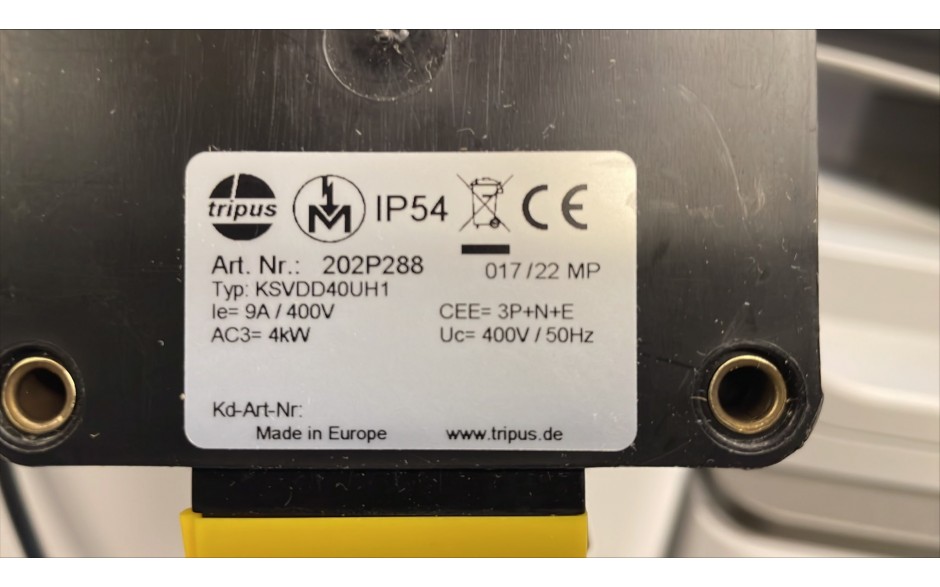 tripus M IP54 CE
Art. Nr.: 202P288 017/22 MP
Typ: KSVDD40UH1
Ie= 9A / 400V CEE= 3P+N+E
AC3= 4kW Uc= 400V / 50Hz
Kd-Art-Nr:
Made in Europe www.tripus.de